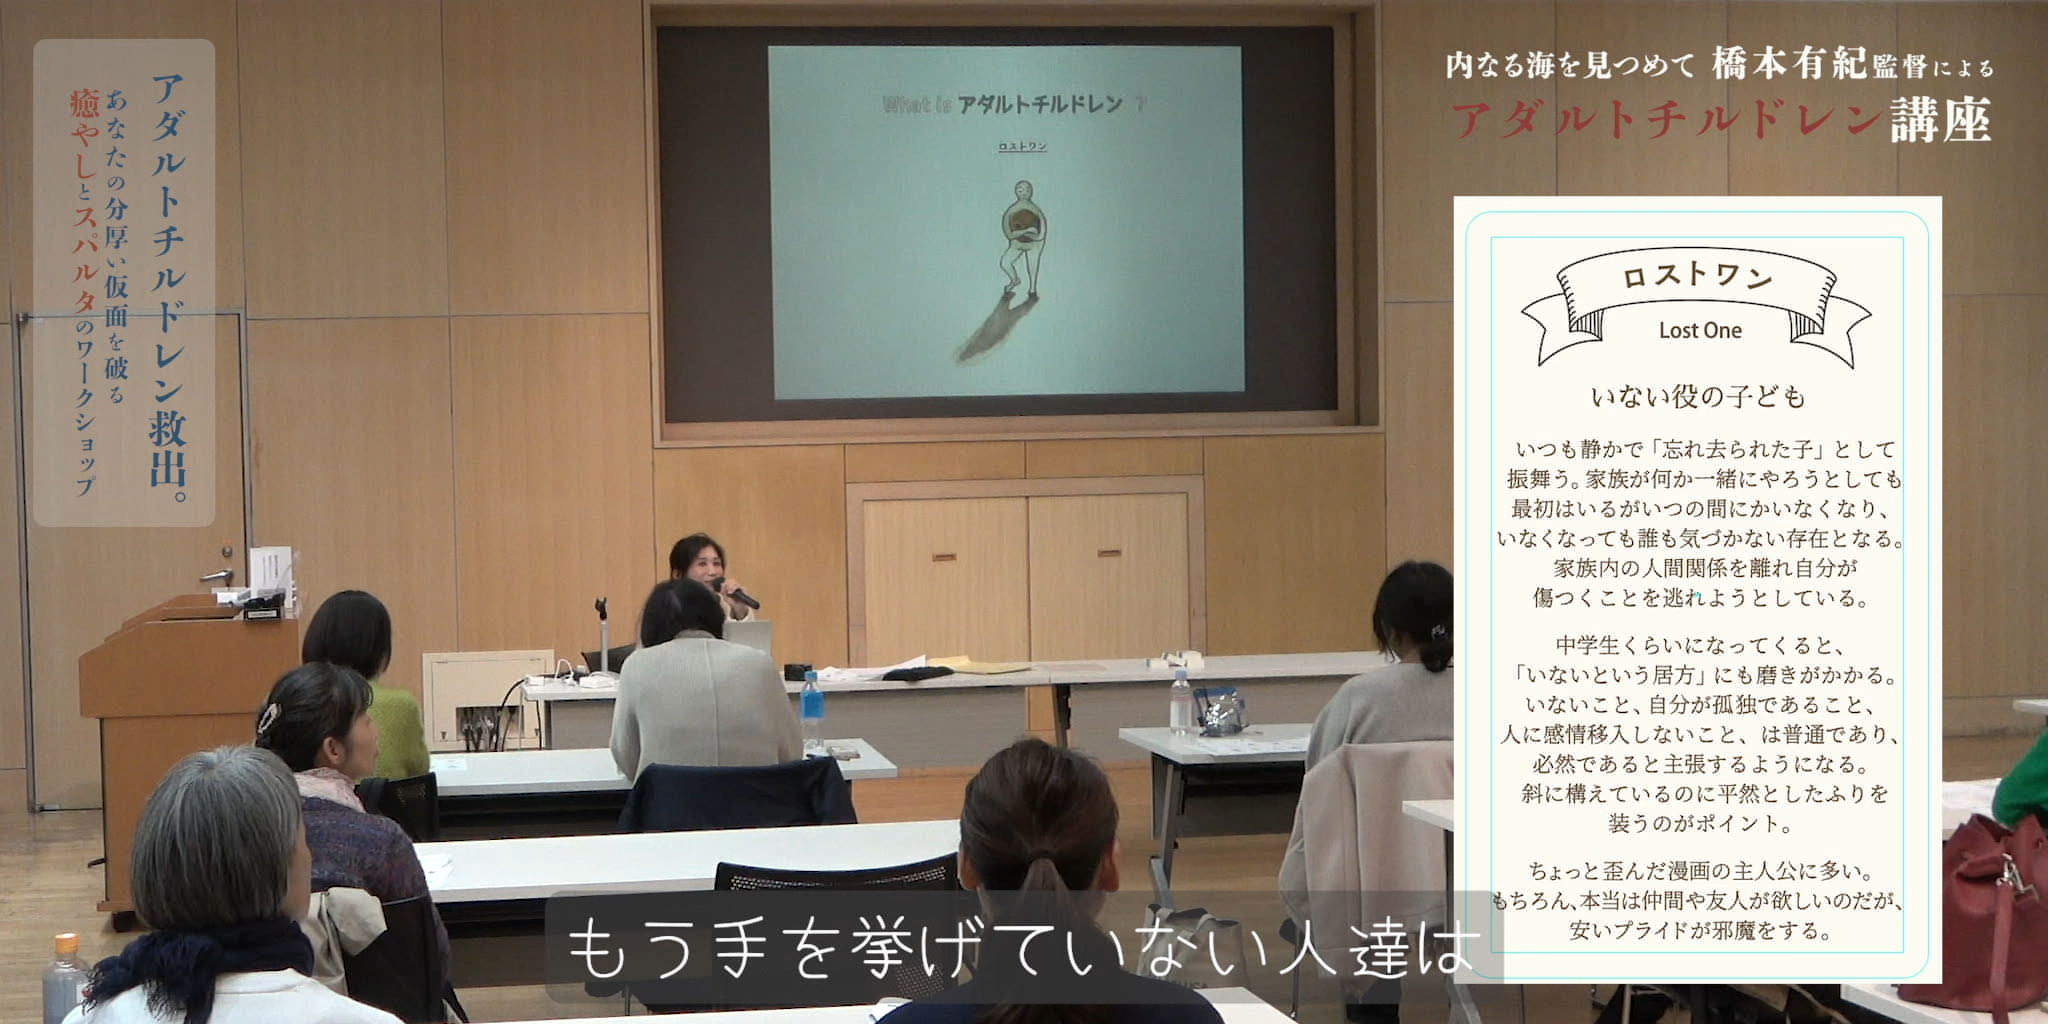 アダルトチルドレン救出。
あなたの分厚い仮面を破る
癒やしとスパルタのワークショップ
What is アダルトチルドレン ?
ロストワン
内なる海を見つめて 橋本有紀監督による
アダルトチルドレン講座
ロストワン
Lost One
いない役の子ども
いつも静かで「忘れ去られた子」として
振舞う。家族が何か一緒にやろうとしても
最初はいるがいつの間にかいなくなり、
いなくなっても誰も気づかない存在となる。
家族内の人間関係を離れ自分が
傷つくことを逃れようとしている。
中学生くらいになってくると、
「いないという居方」にも磨きがかかる。
いないこと、自分が孤独であること、
人に感情移入しないこと、は普通であり、
必然であると主張するようになる。
斜に構えているのに平然としたふりを
装うのがポイント。
ちょっと歪んだ漫画の主人公に多い。
もちろん、本当は仲間や友人が欲しいのだが、
安いプライドが邪魔をする。
もう手を挙げていない人達は